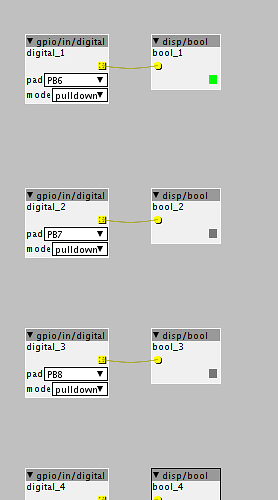 ▼ gpio/in/digital
digital_1
pad PB6 ▼
mode pulldown ▼
▼ disp/bool
bool_1
▼ gpio/in/digital
digital_2
pad PB7 ▼
mode pulldown ▼
▼ disp/bool
bool_2
▼ gpio/in/digital
digital_3
pad PB8 ▼
mode pulldown ▼
▼ disp/bool
bool_3
▼ gpio/in/digital
digital_4
▼ disp/bool
bool_4